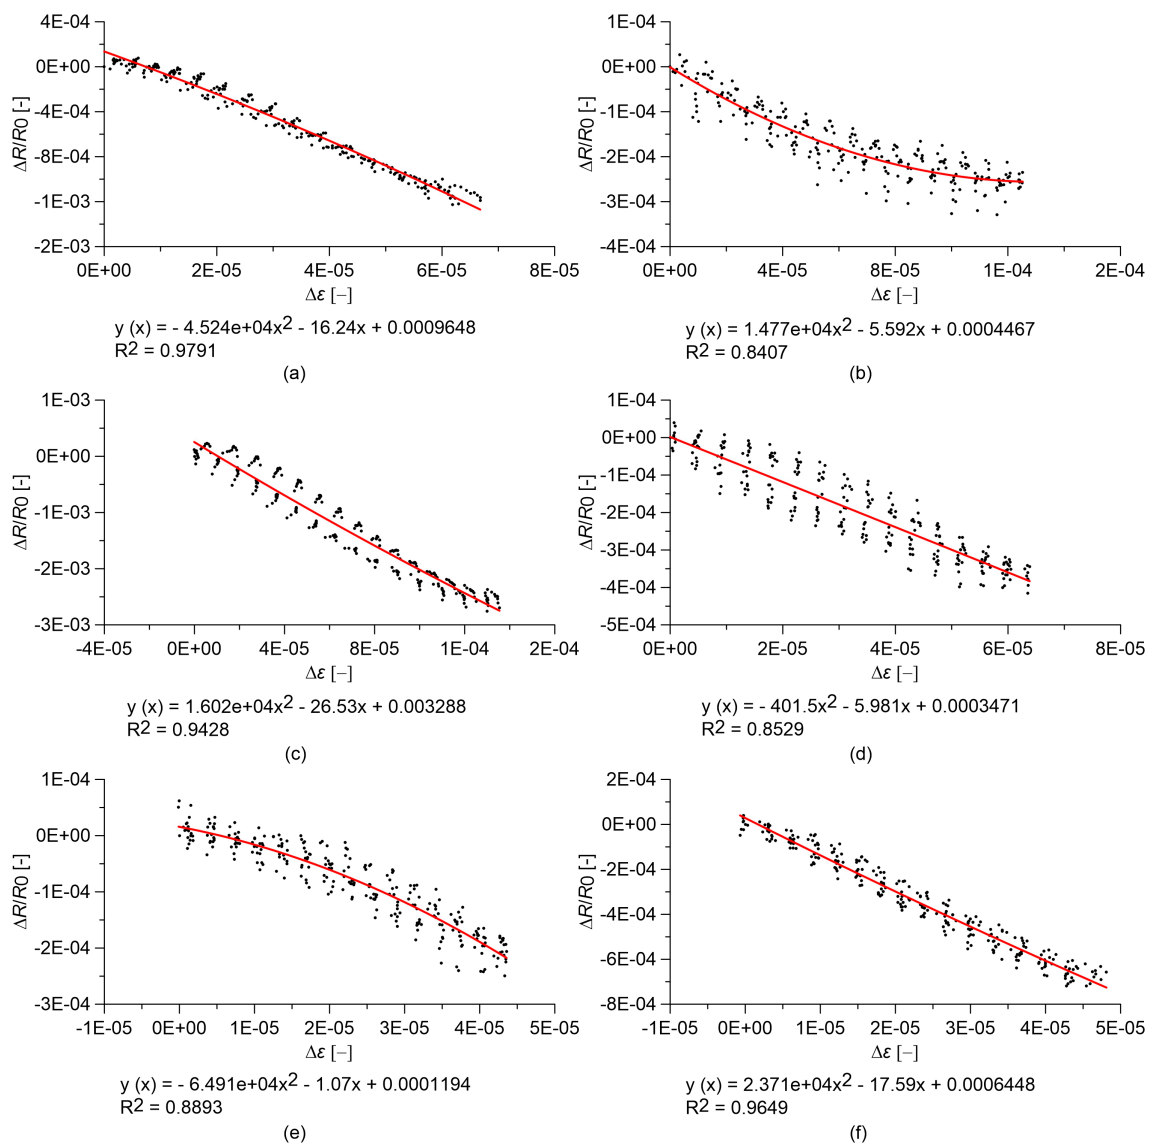 4E-04
0E+00
-4E-04
-8E-04
-1E-03
-2E-03
ΔR/R0 [-]
0E+00 2E-05 4E-05 6E-05 8E-05
Δε [–]
y (x) = - 4.524e+04x2 - 16.24x + 0.0009648
R2 = 0.9791
(a)
1E-04
0E+00
-1E-04
-2E-04
-3E-04
-4E-04
ΔR/R0 [-]
0E+00 4E-05 8E-05 1E-04 2E-04
Δε [–]
y (x) = 1.477e+04x2 - 5.592x + 0.0004467
R2 = 0.8407
(b)
1E-03
0E+00
-1E-03
-2E-03
-3E-03
ΔR/R0 [-]
-4E-05 0E+00 4E-05 8E-05 1E-04 2E-04
Δε [–]
y (x) = 1.602e+04x2 - 26.53x + 0.003288
R2 = 0.9428
(c)
1E-04
0E+00
-1E-04
-2E-04
-3E-04
-4E-04
-5E-04
ΔR/R0 [-]
0E+00 2E-05 4E-05 6E-05 8E-05
Δε [–]
y (x) = - 401.5x2 - 5.981x + 0.0003471
R2 = 0.8529
(d)
1E-04
0E+00
-1E-04
-2E-04
-3E-04
ΔR/R0 [-]
-1E-05 0E+00 1E-05 2E-05 3E-05 4E-05 5E-05
Δε [–]
y (x) = - 6.491e+04x2 - 1.07x + 0.0001194
R2 = 0.8893
(e)
2E-04
0E+00
-2E-04
-4E-04
-6E-04
-8E-04
ΔR/R0 [-]
-1E-05 0E+00 1E-05 2E-05 3E-05 4E-05 5E-05
Δε [–]
y (x) = 2.371e+04x2 - 17.59x + 0.0006448
R2 = 0.9649
(f)